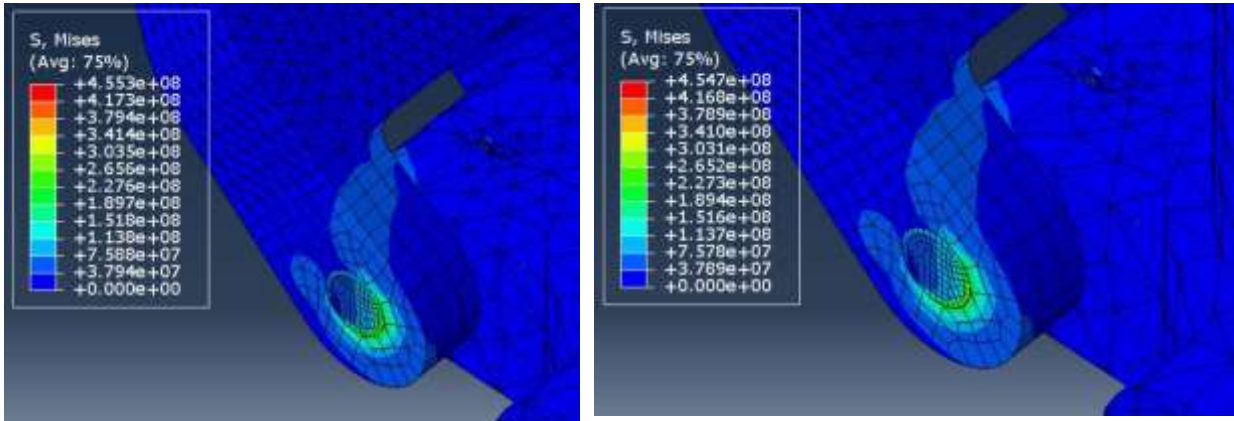 S, Mises
(Avg: 75%)
+4.553e+08
+4.173e+08
+3.794e+08
+3.414e+08
+3.035e+08
+2.656e+08
+2.276e+08
+1.897e+08
+1.518e+08
+1.138e+08
+7.588e+07
+3.794e+07
+0.000e+00
S, Mises
(Avg: 75%)
+4.547e+08
+4.168e+08
+3.789e+08
+3.410e+08
+3.031e+08
+2.652e+08
+2.273e+08
+1.894e+08
+1.516e+08
+1.137e+08
+7.578e+07
+3.789e+07
+0.000e+00